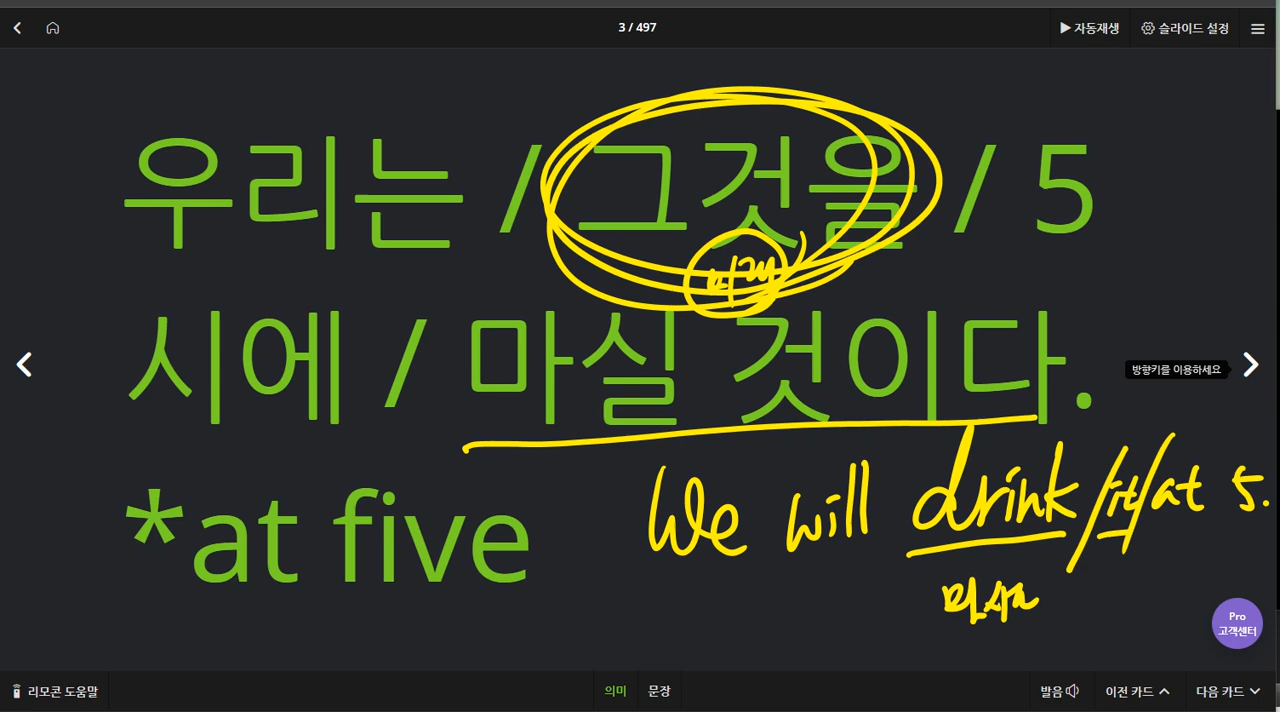 3 / 497
자동재생
슬라이드 설정
우리는 / 그것을 / 5
시에 / 마실 것이다.
방향키를 이용하세요
*at five
We will drink / it / at 5.
Pro
고객센터
리모콘 도움말
의미
문장
발음
이전 카드
다음 카드